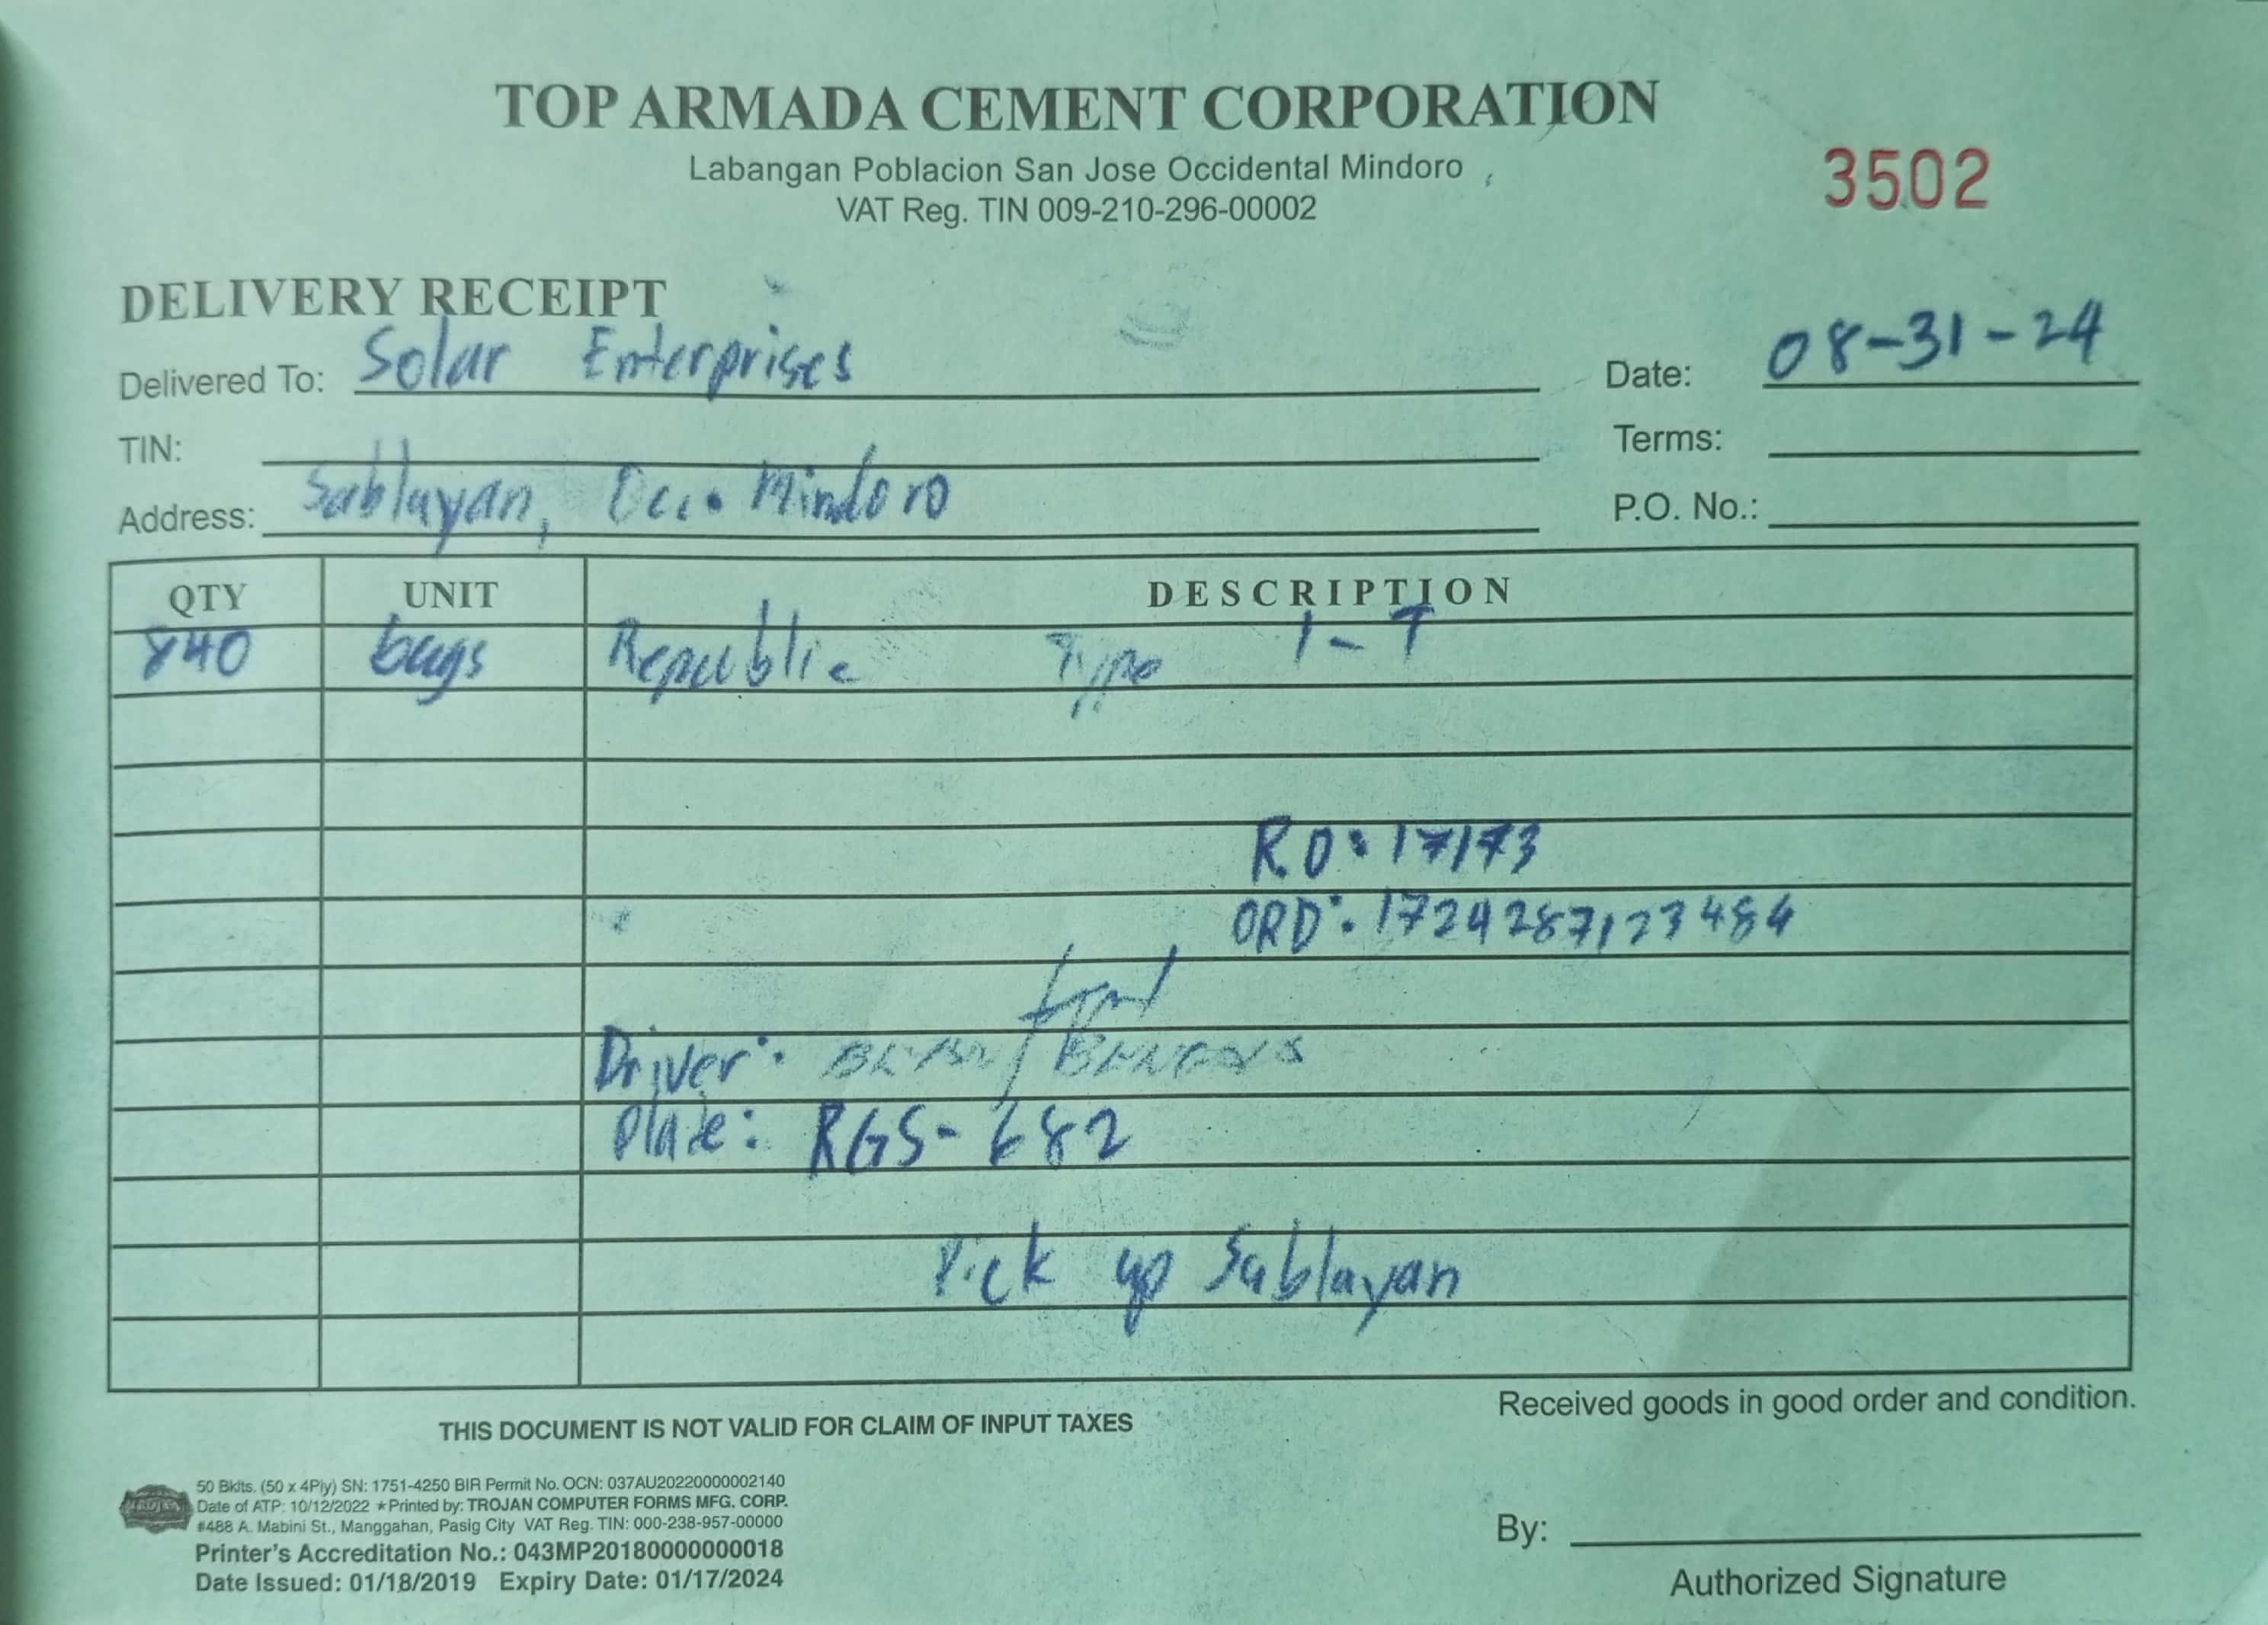 TOP ARMADA CEMENT CORPORATION
Labangan Poblacion San Jose Occidental Mindoro
VAT Reg. TIN 009-210-296-00002
3502
DELIVERY RECEIPT
Delivered To: Solar Enterprises
Date: 08-31-24
TIN:
Terms:
Address: Sablayan, Occ. Mindoro
P.O. No.:
QTY UNIT DESCRIPTION
840 bags Republic Type 1-T
RO: 17173
ORD: 1724287123484
Driver:
Plate: RGS-682
Pick up Sablayan
Received goods in good order and condition.
THIS DOCUMENT IS NOT VALID FOR CLAIM OF INPUT TAXES
50 Bklts. (50 x 4Ply) SN: 1751-4250 BIR Permit No. OCN: 037AU20220000002140
Date of ATP: 10/12/2022 ★Printed by: TROJAN COMPUTER FORMS MFG. CORP.
#488 A. Mabini St., Manggahan, Pasig City VAT Reg. TIN: 000-238-957-00000
Printer's Accreditation No.: 043MP20180000000018
Date Issued: 01/18/2019 Expiry Date: 01/17/2024
By:
Authorized Signature